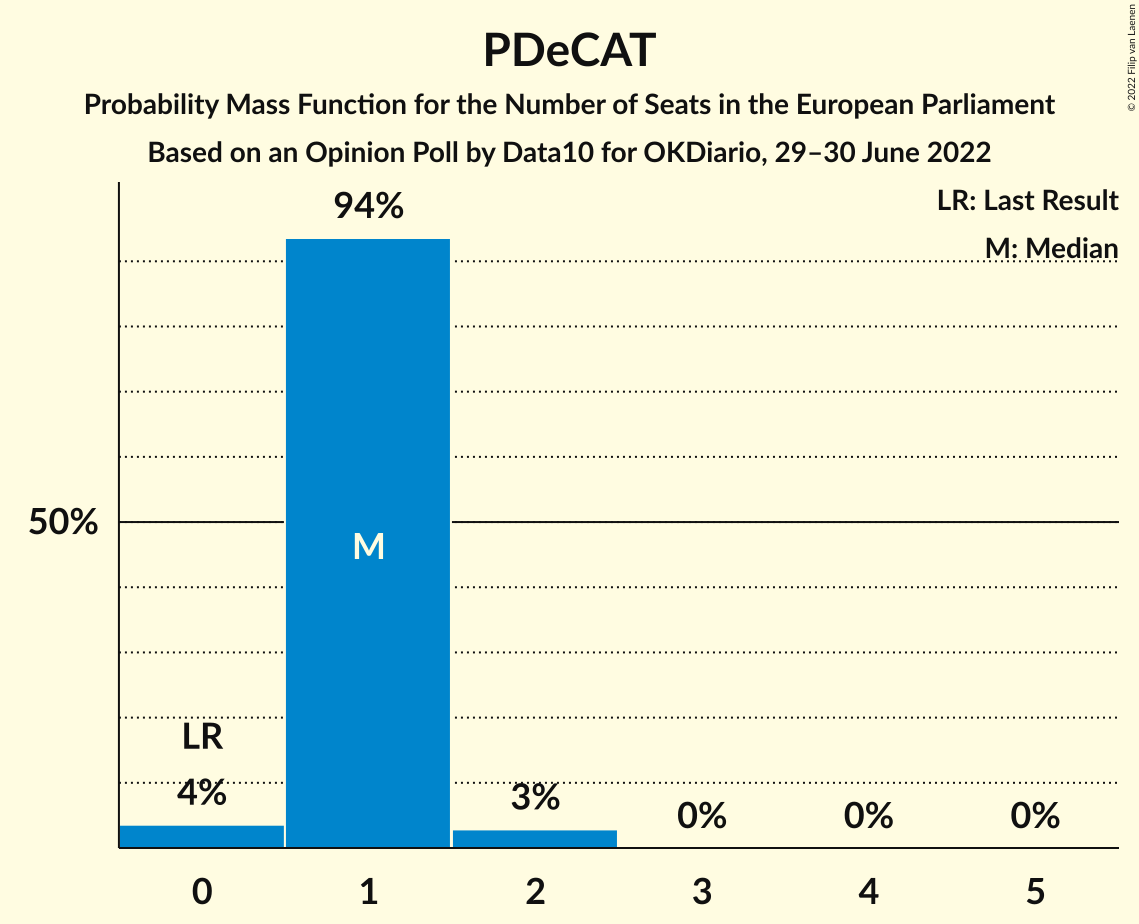 PDeCAT
Probability Mass Function for the Number of Seats in the European Parliament
Based on an Opinion Poll by Data10 for OKDiario, 29–30 June 2022
© 2022 Filip van Laenen
LR: Last Result
M: Median
94%
50%
M
LR
4%
3%
0%
0%
0%
0 1 2 3 4 5